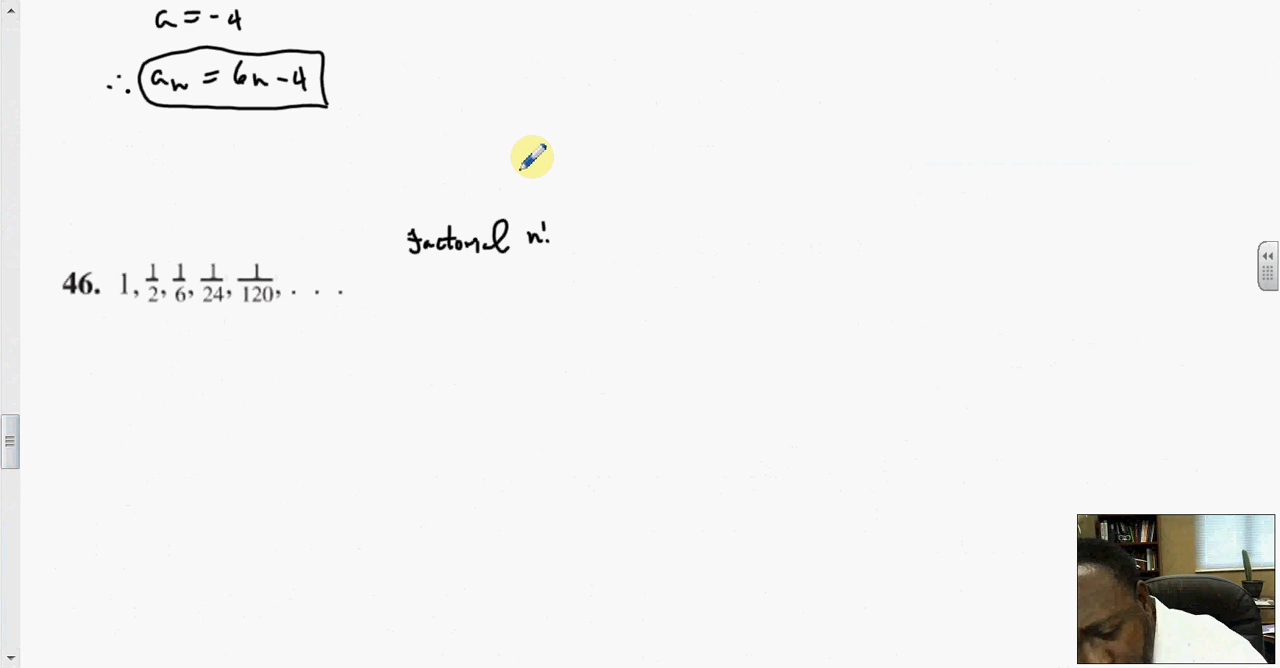 a = -4
∴ aₙ = 6n - 4
factorial n!
46. 1, 1/2, 1/6, 1/24, 1/120, . . .